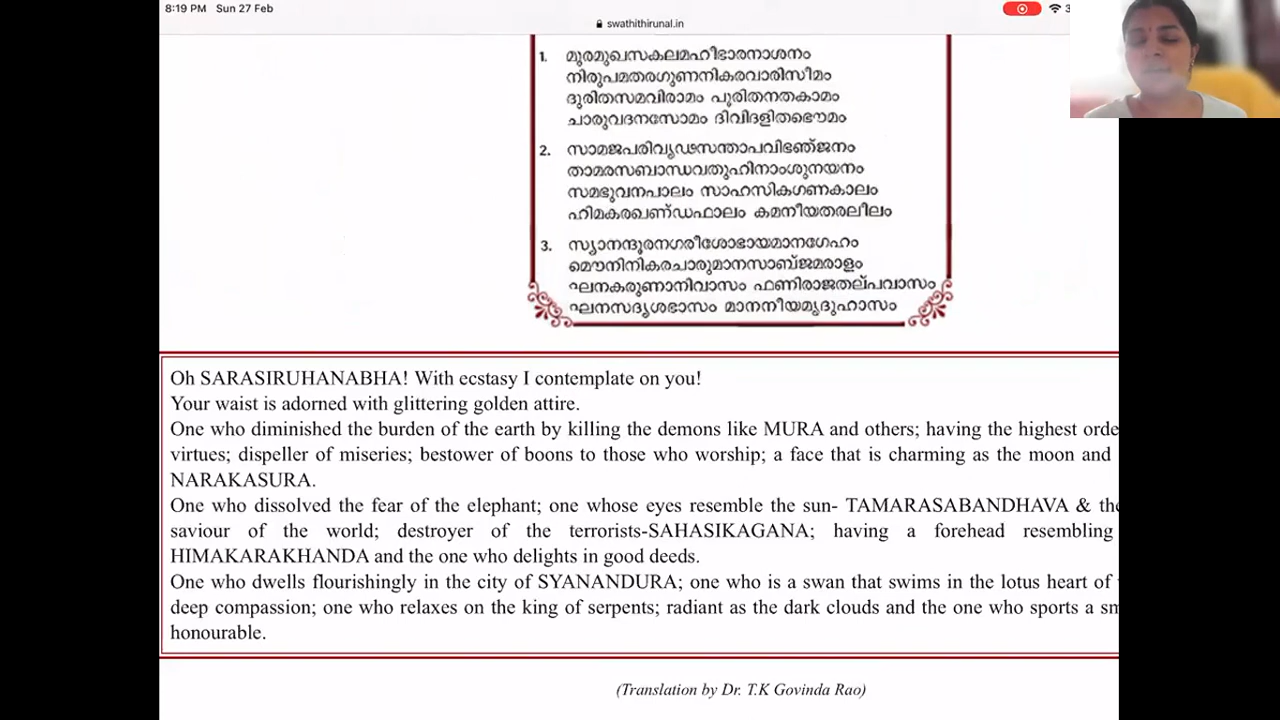 8:19 PM Sun 27 Feb
swathithirunal.in
1. മുരമുഖസകലമഹീഭാരനാശനം
നിരുപമതരഗുണനികരവാരിസീമം
ദുരിതസമവിരാമം പൂരിതനതകാമം
ചാരുവദനസോമം ദിവിദളിതഭൌമം
2. സാമജപരിവൃഢസന്താപവിഭഞ്ജനം
താമരസബാന്ധവതുഹിനാംശുനയനം
സമഭുവനപാലം സാഹസികഗണകാലം
ഹിമകരഖണ്ഡഫാലം കമനീയതരലീലം
3. സ്യാനന്ദൂരനഗരീശോഭായമാനഗേഹം
മൌനിനികരചാരുമാനസാബ്ജമരാളം
ഘനകരുണാനിവാസം ഫണിരാജതല്പവാസം
ഘനസദൃശഭാസം മാനനീയമൃദുഹാസം
Oh SARASIRUHANABHA! With ecstasy I contemplate on you!
Your waist is adorned with glittering golden attire.
One who diminished the burden of the earth by killing the demons like MURA and others; having the highest orde
virtues; dispeller of miseries; bestower of boons to those who worship; a face that is charming as the moon and
NARAKASURA.
One who dissolved the fear of the elephant; one whose eyes resemble the sun- TAMARASABANDHAVA & the
saviour of the world; destroyer of the terrorists-SAHASIKAGANA; having a forehead resembling
HIMAKARAKHANDA and the one who delights in good deeds.
One who dwells flourishingly in the city of SYANANDURA; one who is a swan that swims in the lotus heart of
deep compassion; one who relaxes on the king of serpents; radiant as the dark clouds and the one who sports a sm
honourable.
(Translation by Dr. T.K Govinda Rao)